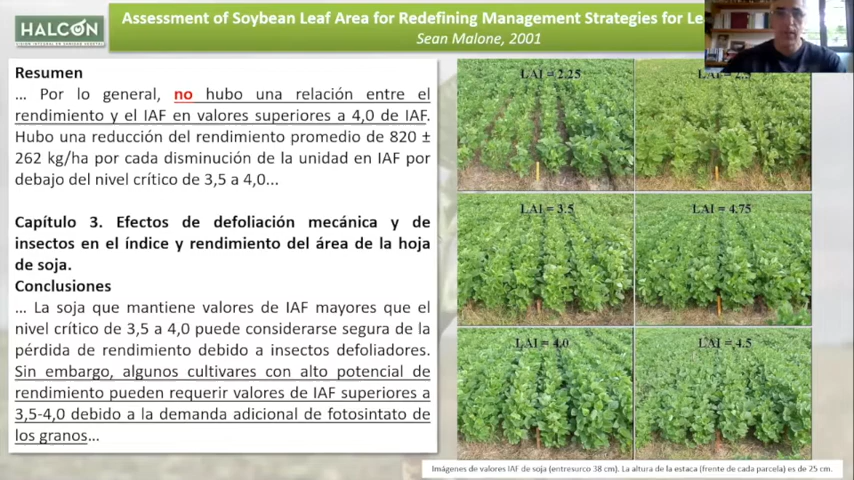 HALCÓN
VISIÓN INTEGRAL EN SANIDAD VEGETAL
Assessment of Soybean Leaf Area for Redefining Management Strategies for Le
Sean Malone, 2001
Resumen
... Por lo general, no hubo una relación entre el
rendimiento y el IAF en valores superiores a 4,0 de IAF.
Hubo una reducción del rendimiento promedio de 820 ±
262 kg/ha por cada disminución de la unidad en IAF por
debajo del nivel crítico de 3,5 a 4,0...
Capítulo 3. Efectos de defoliación mecánica y de
insectos en el índice y rendimiento del área de la hoja
de soja.
Conclusiones
... La soja que mantiene valores de IAF mayores que el
nivel crítico de 3,5 a 4,0 puede considerarse segura de la
pérdida de rendimiento debido a insectos defoliadores.
Sin embargo, algunos cultivares con alto potencial de
rendimiento pueden requerir valores de IAF superiores a
3,5-4,0 debido a la demanda adicional de fotosintato de
los granos...
LAI = 2.25
LAI = 3.5
LAI = 4.75
LAI = 4.0
LAI = 4.5
Imágenes de valores IAF de soja (entresurco 38 cm). La altura de la estaca (frente de cada parcela) es de 25 cm.